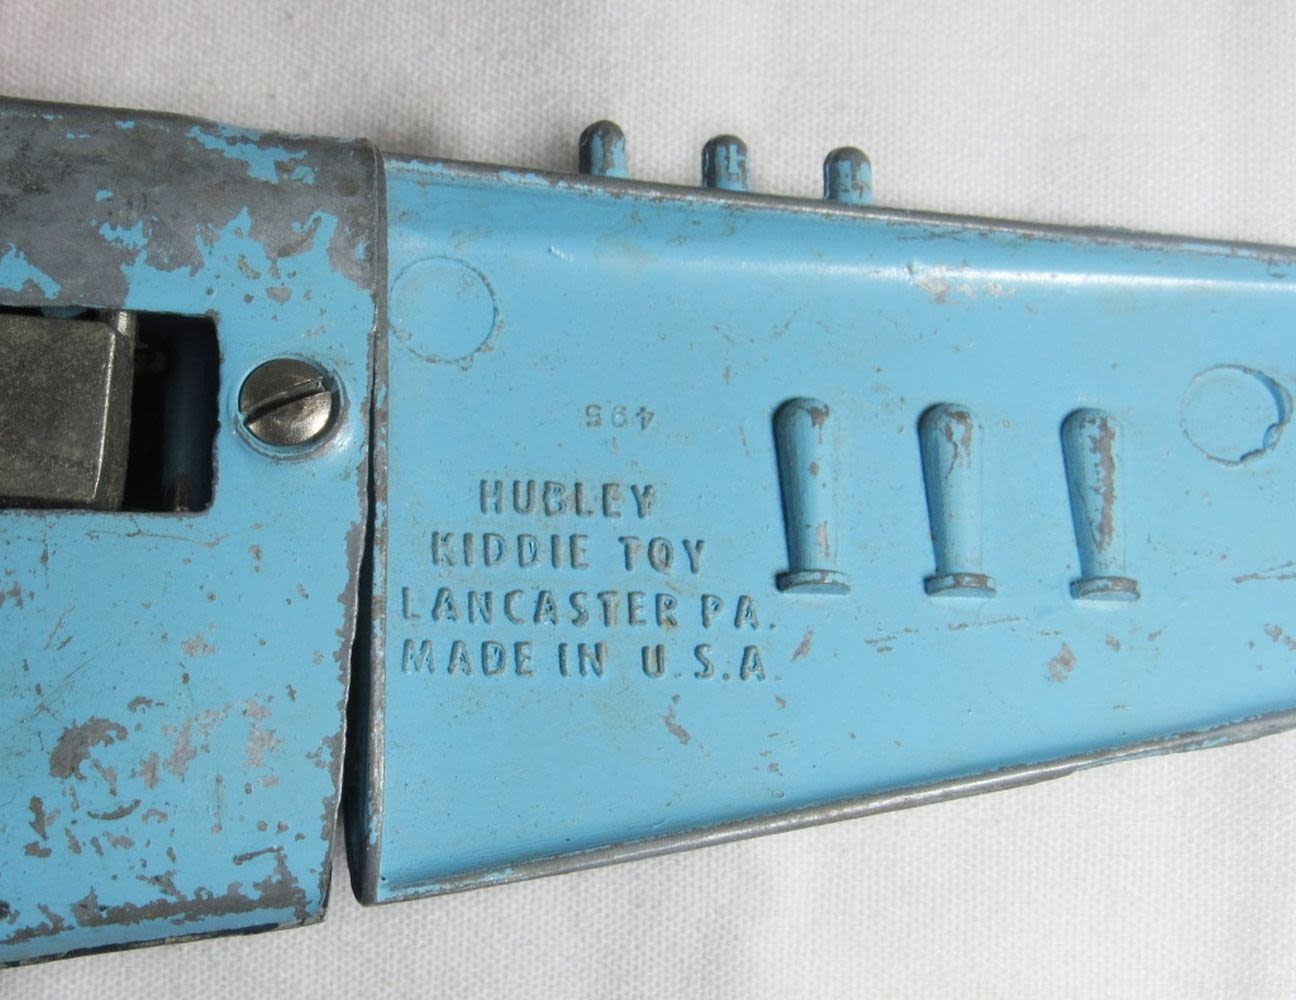 495
HUBLEY
KIDDIE TOY
LANCASTER PA.
MADE IN U.S.A.